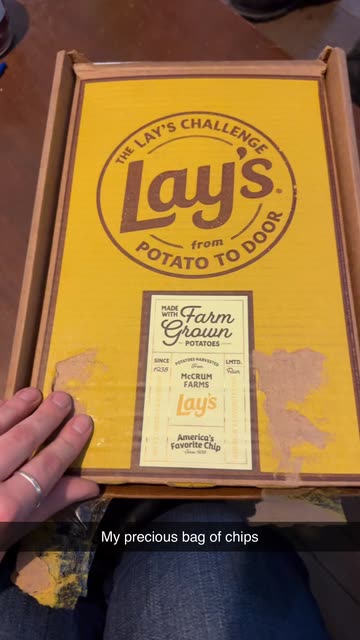 THE LAY'S CHALLENGE
Lay's
from
POTATO TO DOOR
MADE WITH Farm Grown
POTATOES
SINCE 1938
POTATOES HARVESTED
from
McCRUM
FARMS
LMTD. Run
Lay's
America's
Favorite Chip
My precious bag of chips